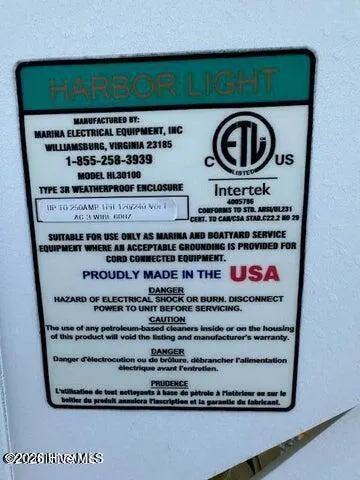 HARBOR LIGHT
MANUFACTURED BY:
MARINA ELECTRICAL EQUIPMENT, INC
WILLIAMSBURG, VIRGINIA 23185
1-855-258-3939
MODEL HL30100
TYPE 3R WEATHERPROOF ENCLOSURE
UP TO 250AMP 1PH 120/240 VOLT
AC 3 WIRE 60HZ
C ETL US
LISTED
Intertek
4005786
CONFORMS TO STD. ANSI/UL231
CERT. TO CAN/CSA STAD.C22.2 NO 29
SUITABLE FOR USE ONLY AS MARINA AND BOATYARD SERVICE
EQUIPMENT WHERE AN ACCEPTABLE GROUNDING IS PROVIDED FOR
CORD CONNECTED EQUIPMENT.
PROUDLY MADE IN THE USA
DANGER
HAZARD OF ELECTRICAL SHOCK OR BURN. DISCONNECT
POWER TO UNIT BEFORE SERVICING.
CAUTION
The use of any petroleum-based cleaners inside or on the housing
of this product will void the listing and manufacturer's warranty.
DANGER
Danger d'électrocution ou de brûlure. débrancher l'alimentation
électrique avant l'entretien.
PRUDENCE
L'utilisation de tout nettoyants à base de pétrole à l'intérieur ou sur le
boîtier du produit annulera l'inscription et la garantie du fabricant.